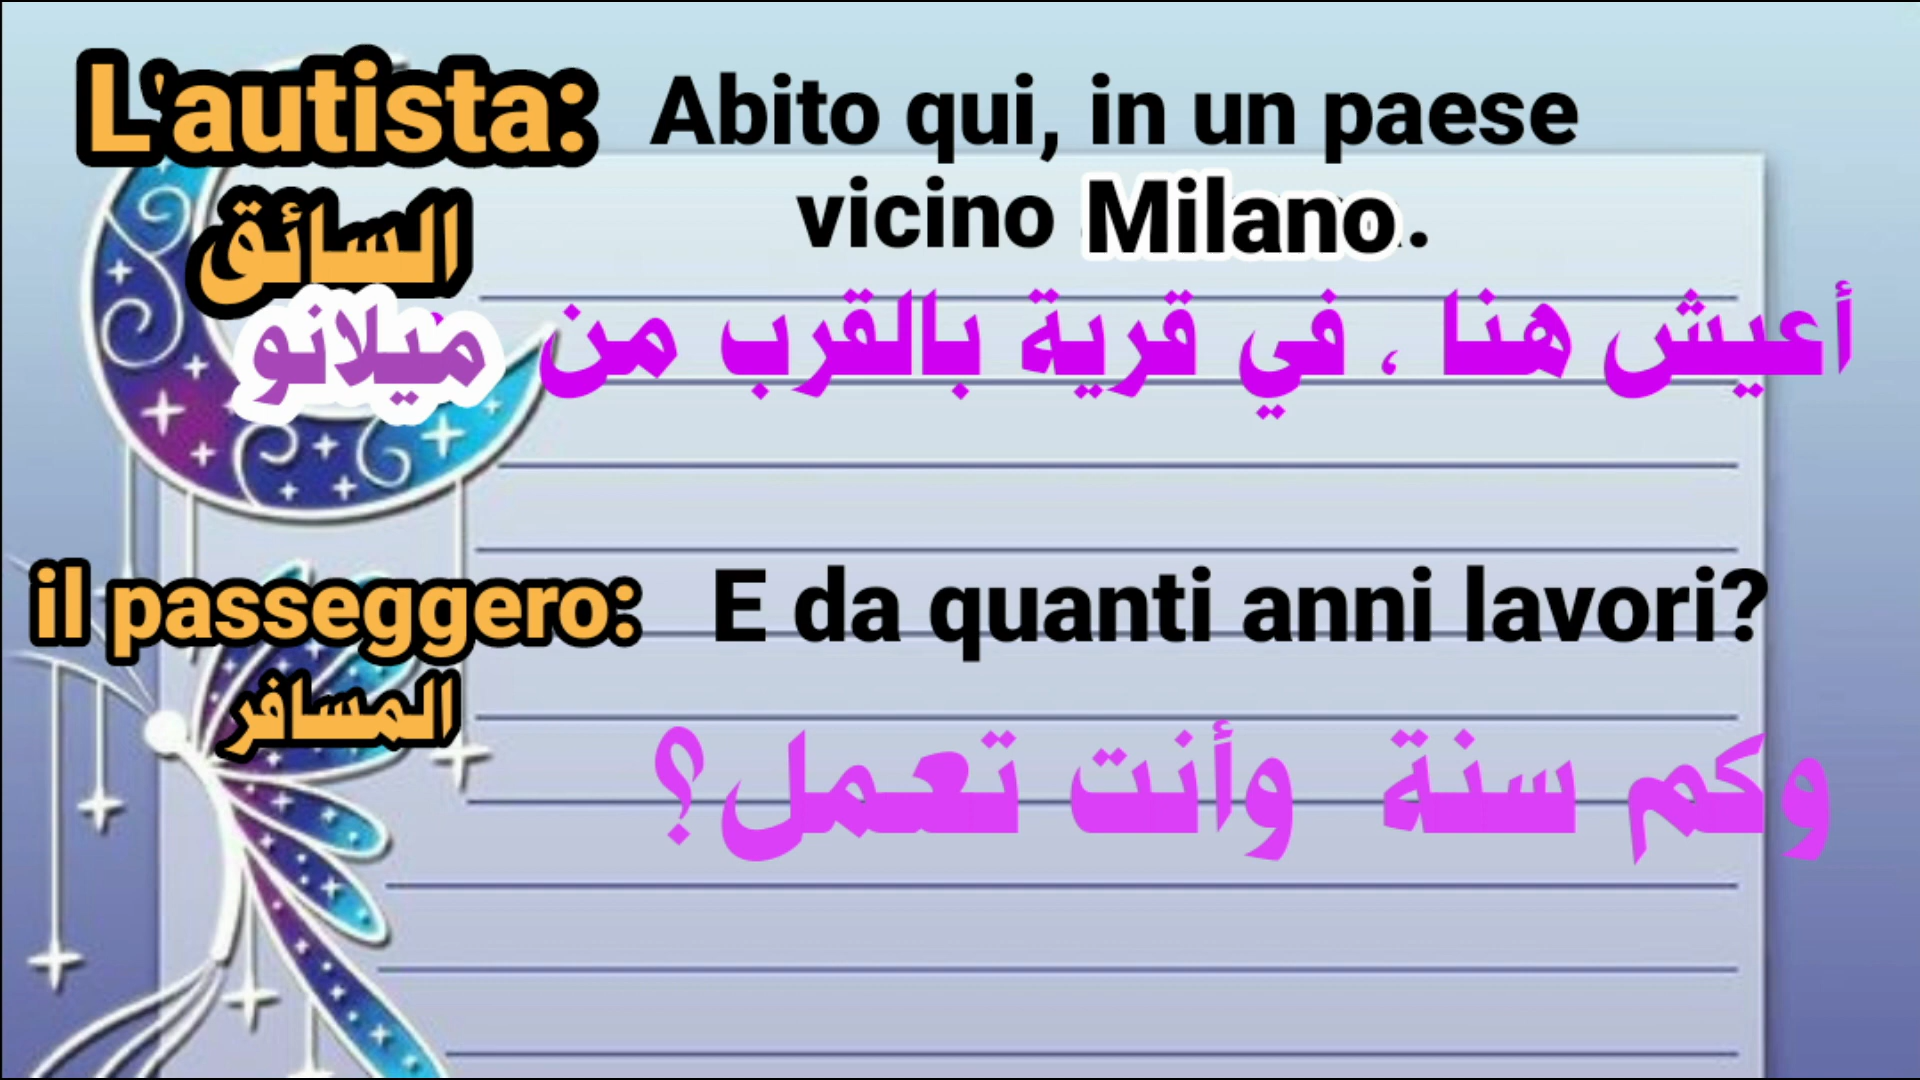 L'autista: Abito qui, in un paese
vicino Milano.
السائق
أعيش هنا ، في قرية بالقرب من ميلانو
il passeggero: E da quanti anni lavori?
المسافر
وكم سنة وأنت تعمل؟